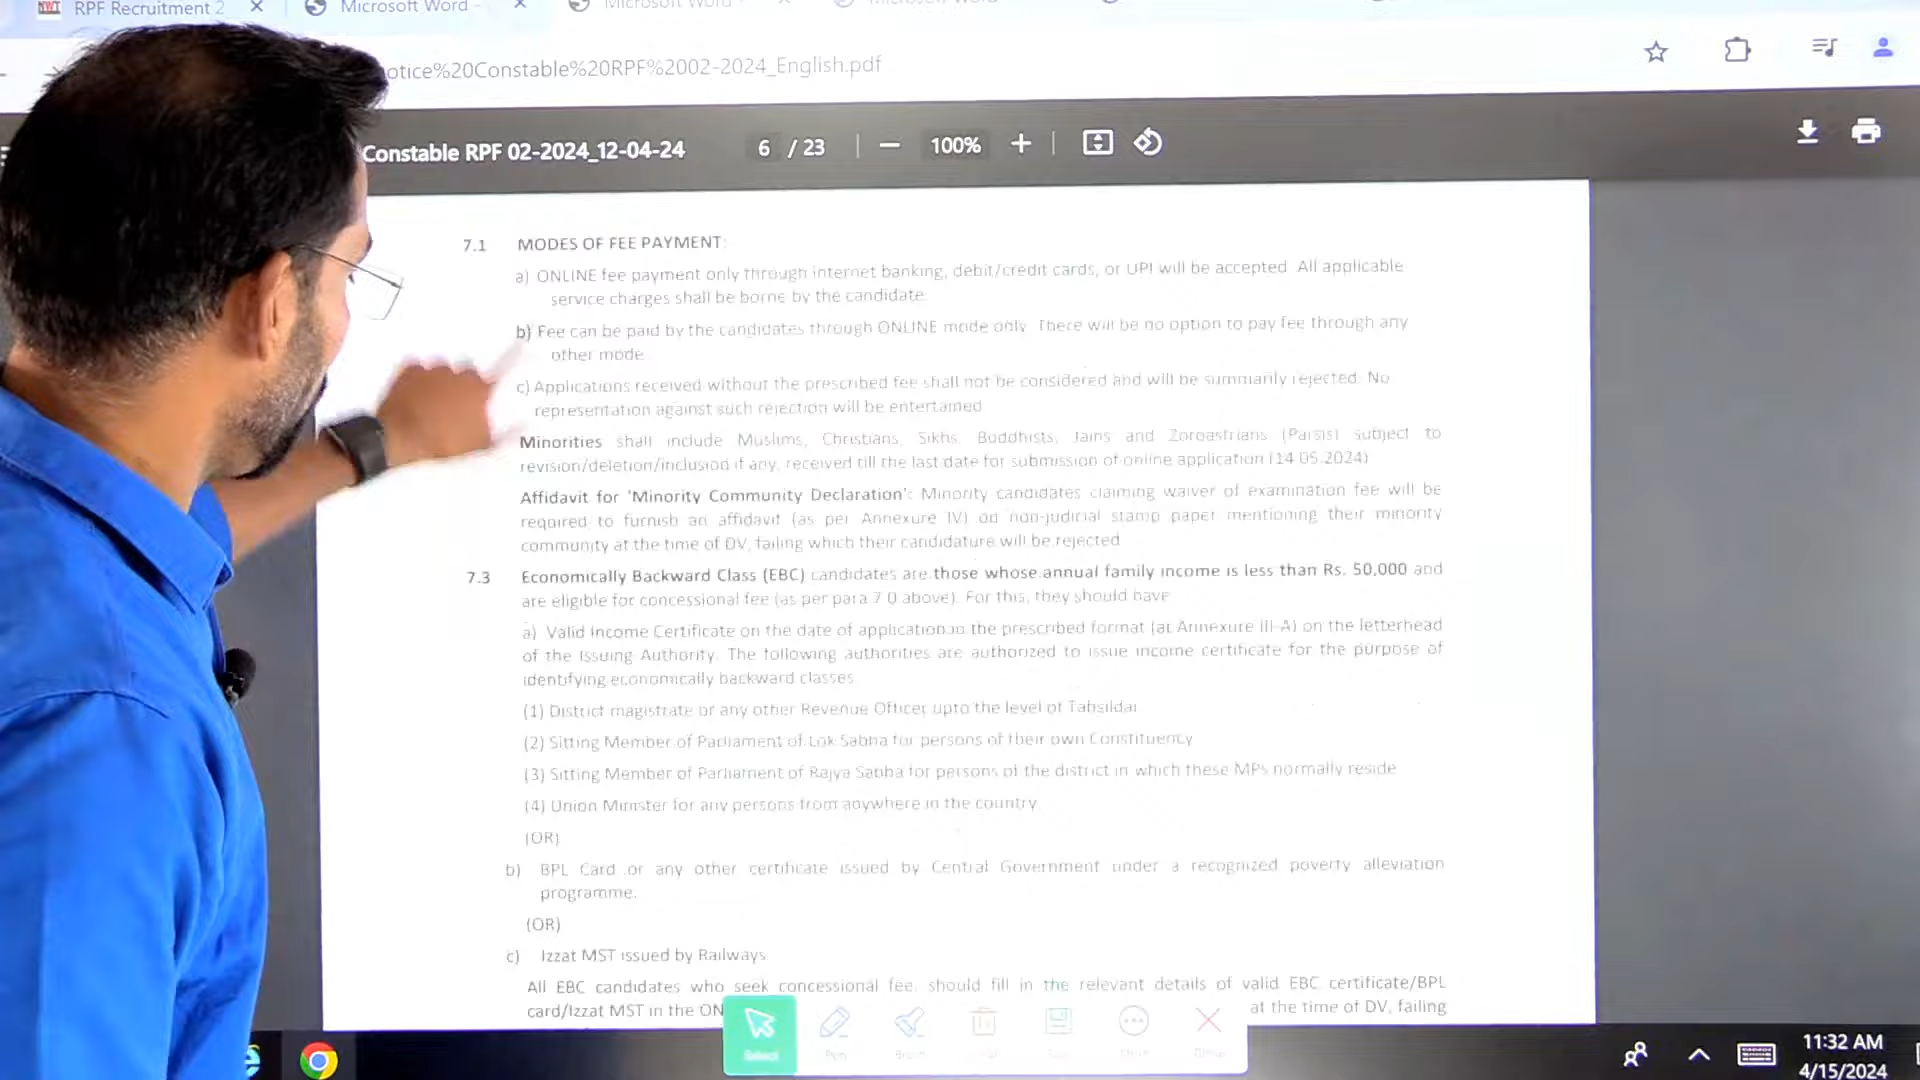 RPF Recruitment 2
Microsoft Word -
Microsoft Word -
Microsoft Word
otice%20Constable%20RPF%2002-2024_English.pdf
Constable RPF 02-2024_12-04-24
6 / 23
100%
7.1 MODES OF FEE PAYMENT:
a) ONLINE fee payment only through internet banking, debit/credit cards, or UPI will be accepted. All applicable
service charges shall be borne by the candidate.
b) Fee can be paid by the candidates through ONLINE mode only. There will be no option to pay fee through any
other mode.
c) Applications received without the prescribed fee shall not be considered and will be summarily rejected. No
representation against such rejection will be entertained.
Minorities shall include Muslims, Christians, Sikhs, Buddhists, Jains and Zoroastrians (Parsis) subject to
revision/deletion/inclusion if any, received till the last date for submission of online application (14.05.2024)
Affidavit for 'Minority Community Declaration': Minority candidates claiming waiver of examination fee will be
required to furnish an affidavit (as per Annexure IV) on non-judicial stamp paper mentioning their minority
community at the time of DV, failing which their candidature will be rejected.
7.3 Economically Backward Class (EBC) candidates are those whose annual family income is less than Rs. 50,000 and
are eligible for concessional fee (as per para 7.0 above). For this, they should have
a) Valid Income Certificate on the date of application in the prescribed format (at Annexure III-A) on the letterhead
of the Issuing Authority. The following authorities are authorized to issue income certificate for the purpose of
identifying economically backward classes
(1) District magistrate or any other Revenue Officer upto the level of Tahsildar
(2) Sitting Member of Parliament of Lok Sabha for persons of their own Constituency
(3) Sitting Member of Parliament of Rajya Sabha for persons of the district in which these MPs normally reside
(4) Union Minister for any persons from anywhere in the country
(OR)
b) BPL Card or any other certificate issued by Central Government under a recognized poverty alleviation
programme.
(OR)
c) Izzat MST issued by Railways
All EBC candidates who seek concessional fee, should fill in the relevant details of valid EBC certificate/BPL
card/Izzat MST in the ON at the time of DV, failing
Select Pen
11:32 AM
4/15/2024